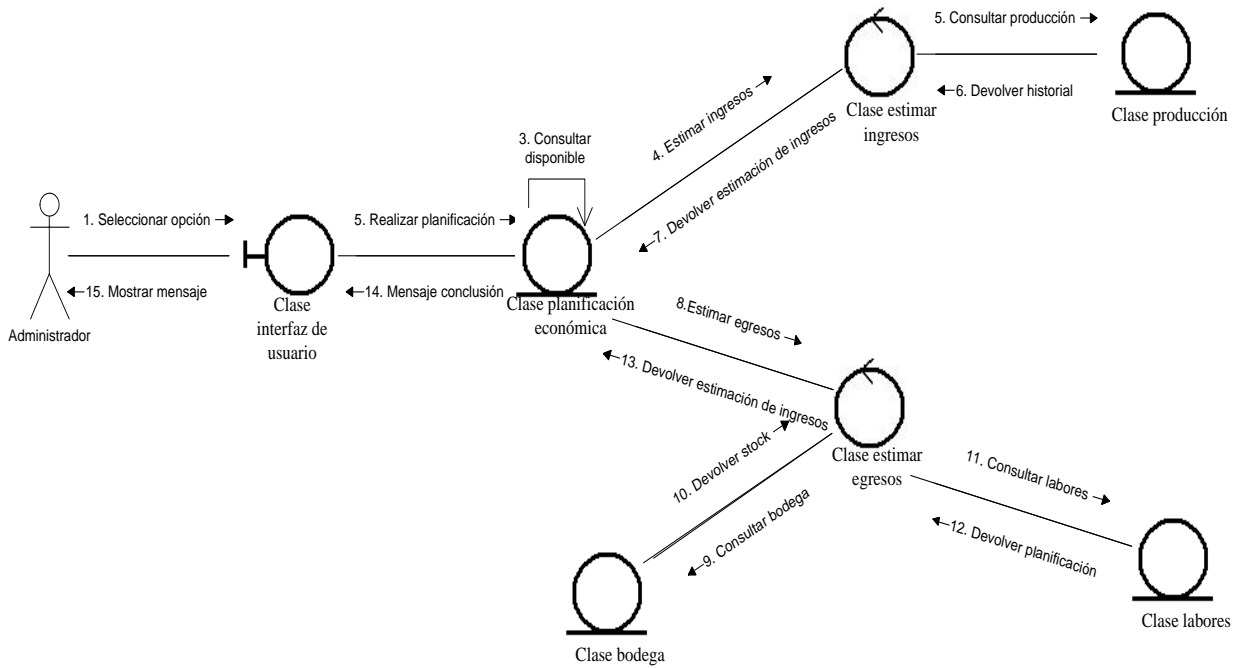 5. Consultar producción
6. Devolver historial
Clase producción
Clase estimar
ingresos
4. Estimar ingresos
7. Devolver estimación de ingresos
3. Consultar
disponible
1. Seleccionar opción
5. Realizar planificación
15. Mostrar mensaje
14. Mensaje conclusión
Administrador
Clase
interfaz de
usuario
Clase planificación
económica
8.Estimar egresos
13. Devolver estimación de ingresos
Clase estimar
egresos
10. Devolver stock
9. Consultar bodega
11. Consultar labores
12. Devolver planificación
Clase bodega
Clase labores